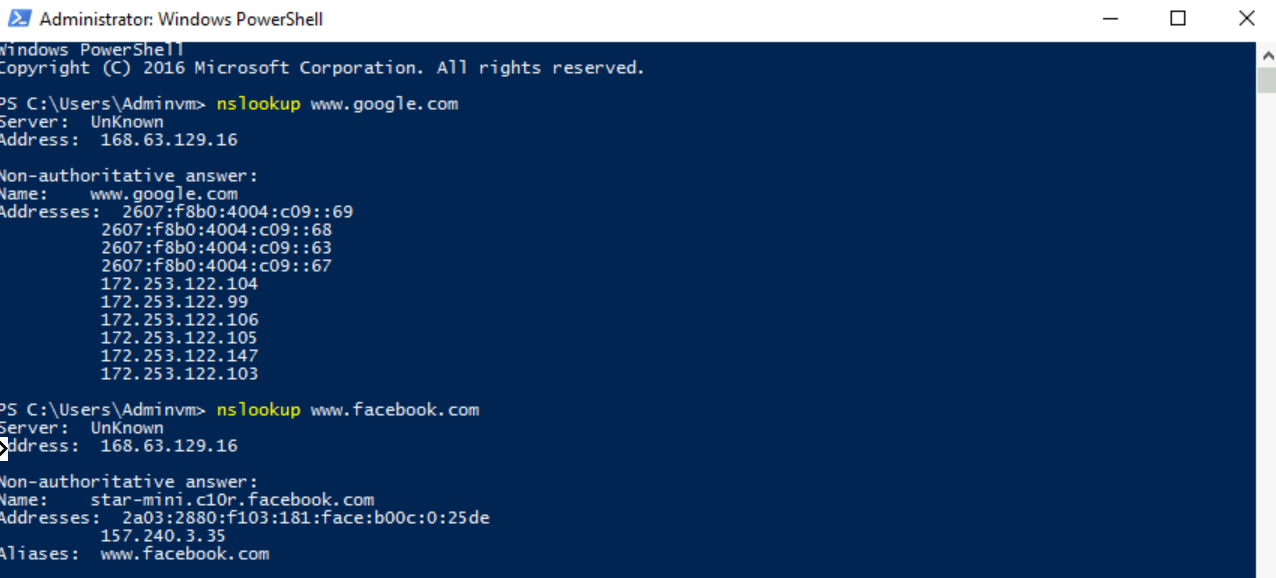 Administrator: Windows PowerShell
Windows PowerShell
Copyright (C) 2016 Microsoft Corporation. All rights reserved.
PS C:\Users\Adminvm> nslookup www.google.com
Server:  UnKnown
Address:  168.63.129.16
Non-authoritative answer:
Name:    www.google.com
Addresses:  2607:f8b0:4004:c09::69
2607:f8b0:4004:c09::68
2607:f8b0:4004:c09::63
2607:f8b0:4004:c09::67
172.253.122.104
172.253.122.99
172.253.122.106
172.253.122.105
172.253.122.147
172.253.122.103
PS C:\Users\Adminvm> nslookup www.facebook.com
Server:  UnKnown
Address:  168.63.129.16
Non-authoritative answer:
Name:    star-mini.c10r.facebook.com
Addresses:  2a03:2880:f103:181:face:b00c:0:25de
157.240.3.35
Aliases:  www.facebook.com